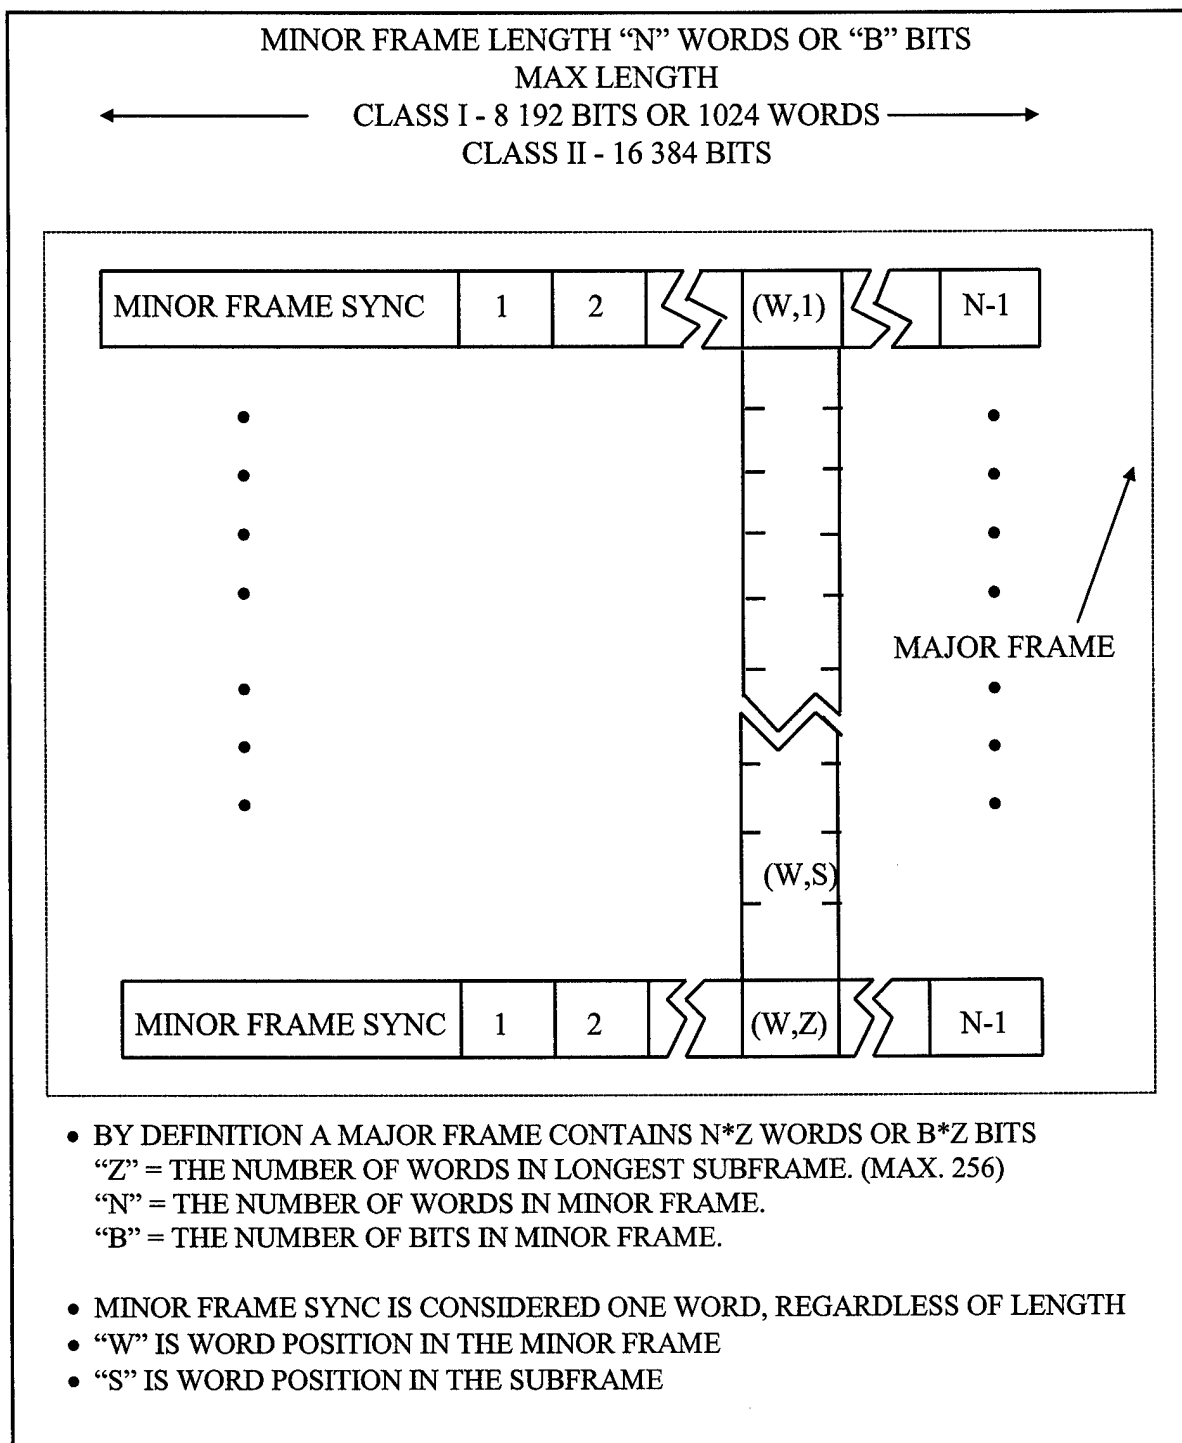 MINOR FRAME LENGTH “N” WORDS OR “B” BITS
MAX LENGTH
CLASS I - 8 192 BITS OR 1024 WORDS
CLASS II - 16 384 BITS
MINOR FRAME SYNC 1 2 (W,1) N-1
MAJOR FRAME
(W,S)
MINOR FRAME SYNC 1 2 (W,Z) N-1
• BY DEFINITION A MAJOR FRAME CONTAINS N*Z WORDS OR B*Z BITS
“Z” = THE NUMBER OF WORDS IN LONGEST SUBFRAME. (MAX. 256)
“N” = THE NUMBER OF WORDS IN MINOR FRAME.
“B” = THE NUMBER OF BITS IN MINOR FRAME.
• MINOR FRAME SYNC IS CONSIDERED ONE WORD, REGARDLESS OF LENGTH
• “W” IS WORD POSITION IN THE MINOR FRAME
• “S” IS WORD POSITION IN THE SUBFRAME